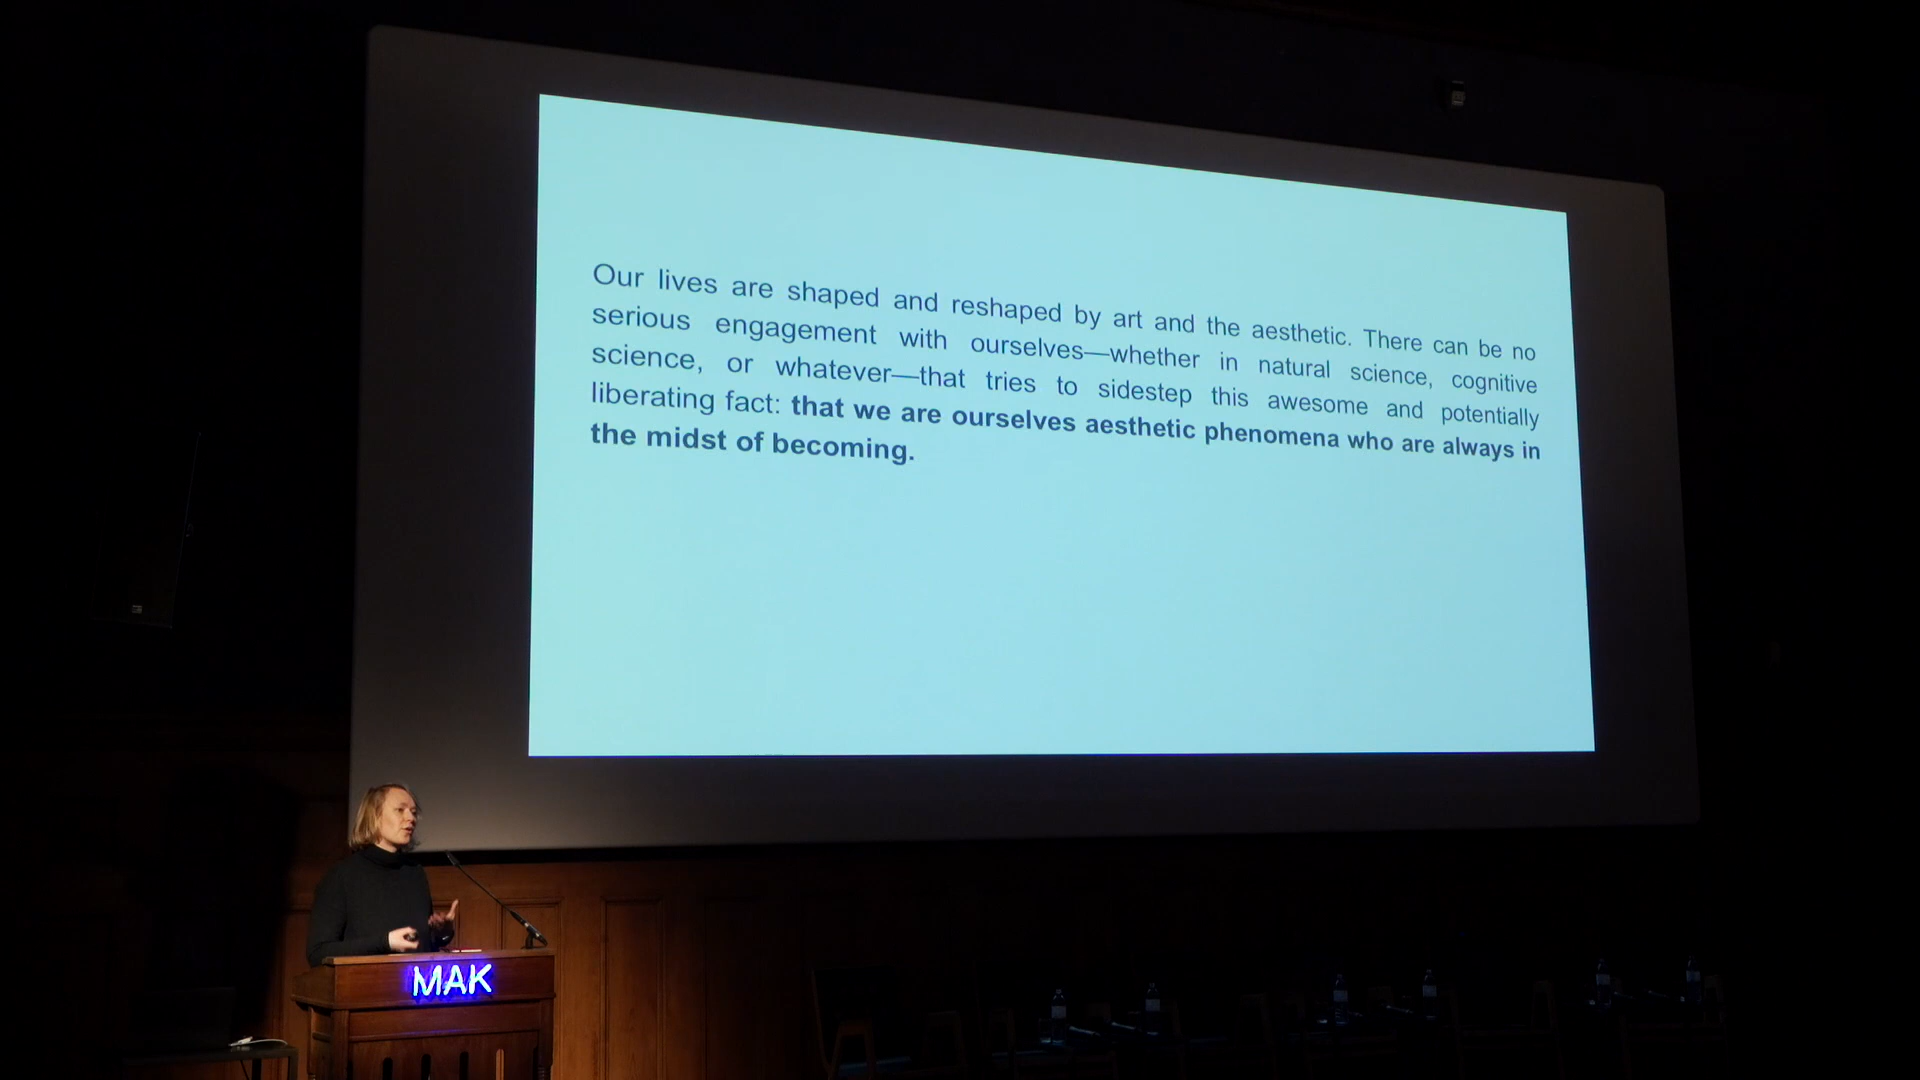 Our lives are shaped and reshaped by art and the aesthetic. There can be no
serious engagement with ourselves—whether in natural science, cognitive
science, or whatever—that tries to sidestep this awesome and potentially
liberating fact: that we are ourselves aesthetic phenomena who are always in
the midst of becoming.
MAK